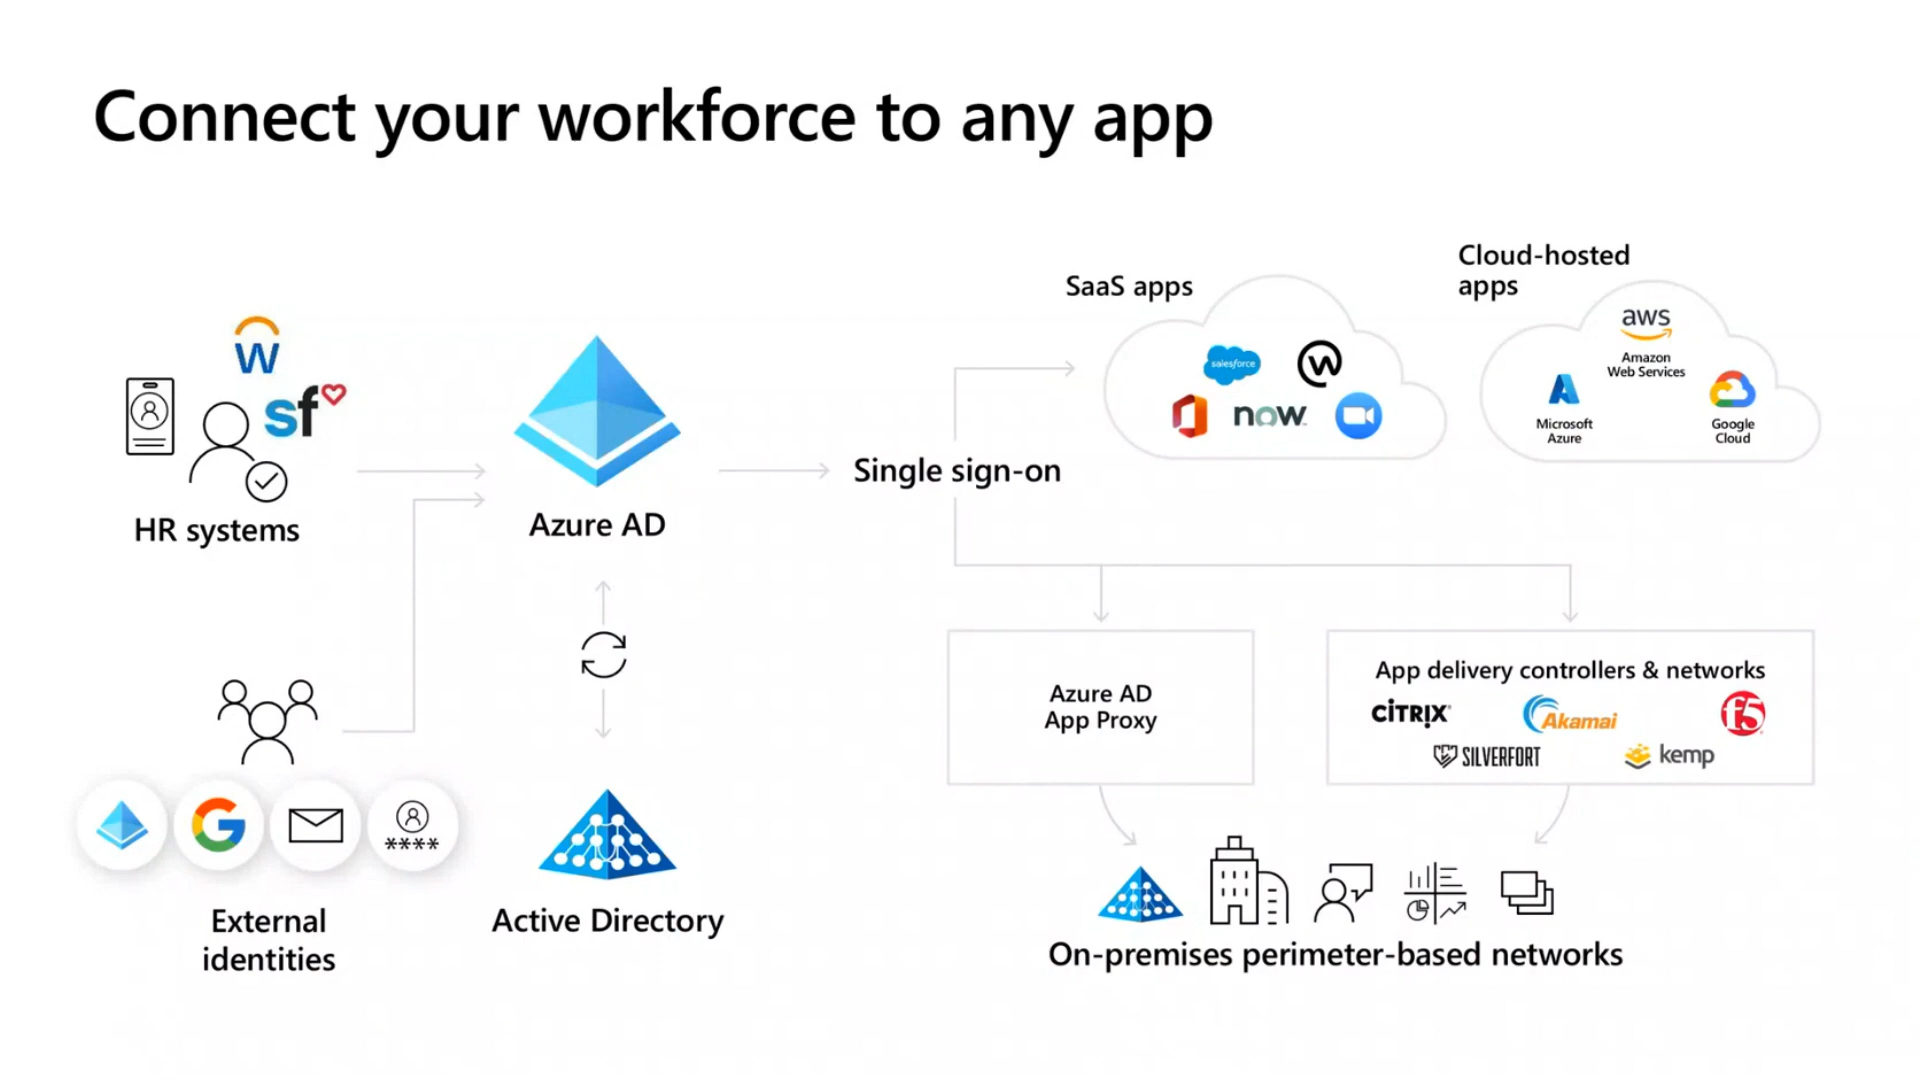 Connect your workforce to any app
W
sf
HR systems
External
identities
****
Azure AD
Active Directory
Single sign-on
SaaS apps
salesforce
W
now
Cloud-hosted
apps
aws
Amazon
Web Services
Microsoft
Azure
Google
Cloud
Azure AD
App Proxy
App delivery controllers & networks
CITRIX
Akamai
f5
SILVERFORT
kemp
On-premises perimeter-based networks